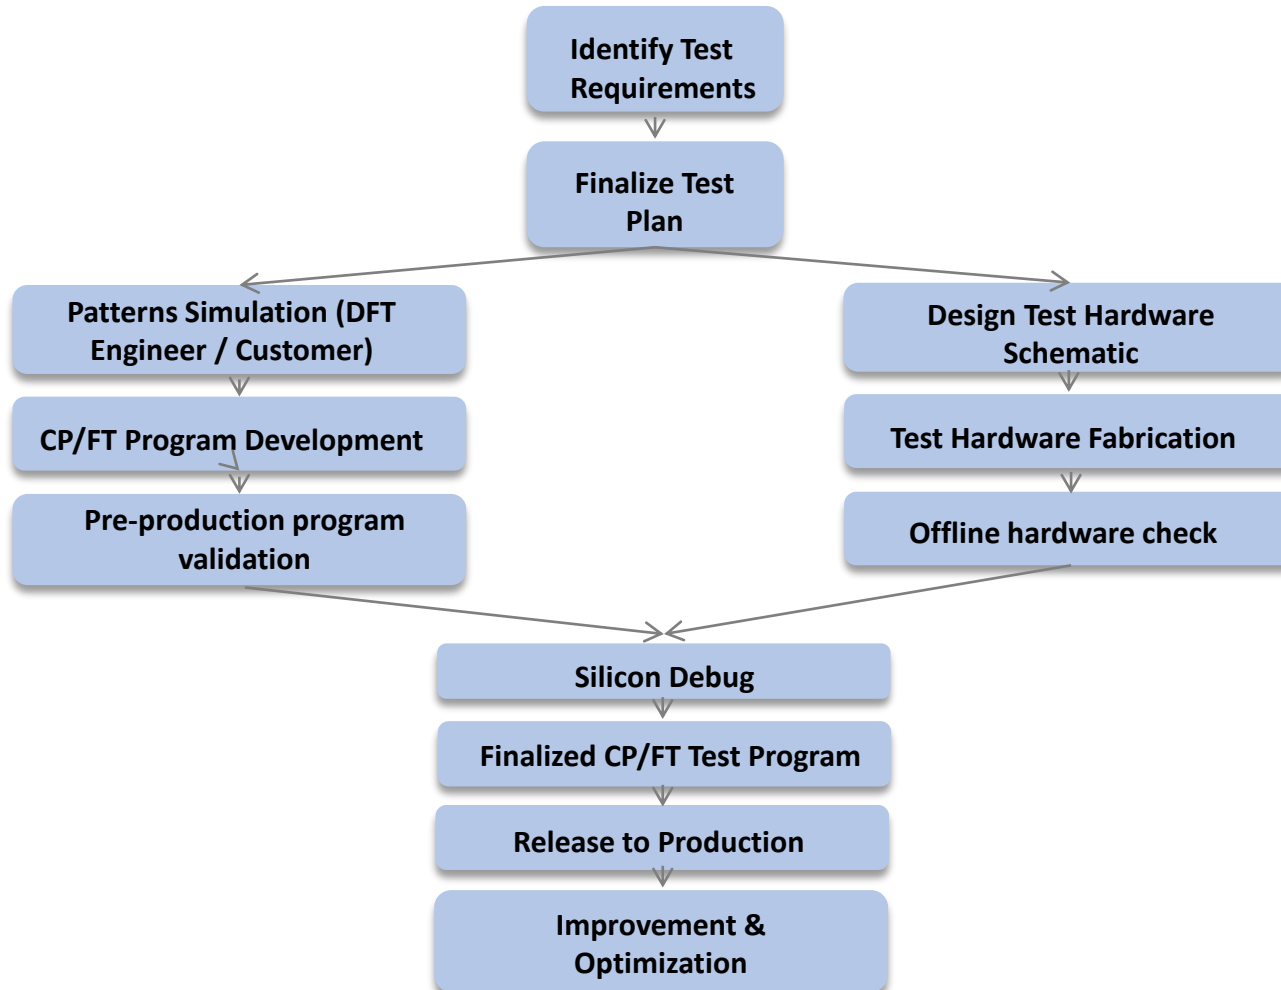 Identify Test
Requirements
Finalize Test
Plan
Patterns Simulation (DFT
Engineer / Customer)
CP/FT Program Development
Pre-production program
validation
Design Test Hardware
Schematic
Test Hardware Fabrication
Offline hardware check
Silicon Debug
Finalized CP/FT Test Program
Release to Production
Improvement &
Optimization